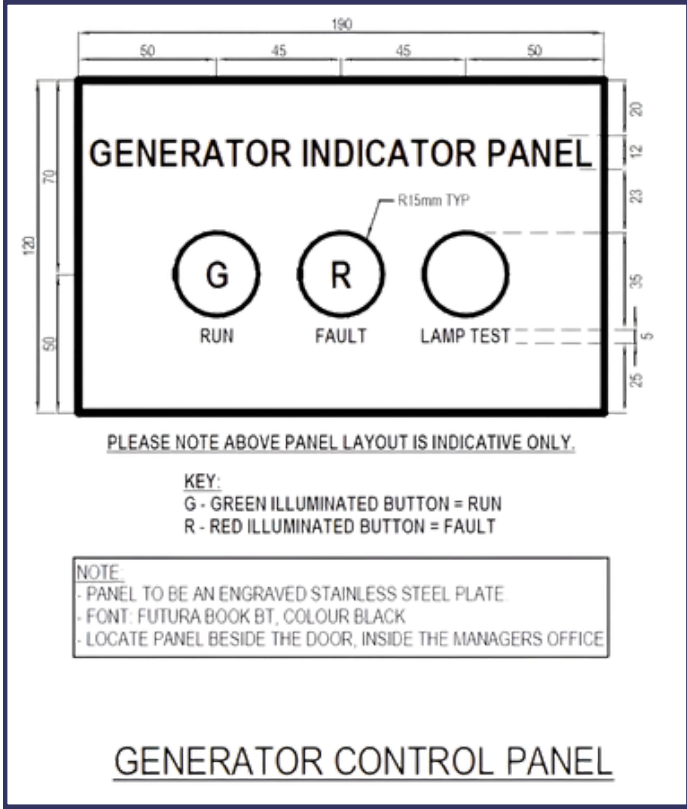 190
50 45 45 50
20
GENERATOR INDICATOR PANEL
12
70
23
R15mm TYP
120
G R
35
RUN FAULT LAMP TEST
5
50
25
PLEASE NOTE ABOVE PANEL LAYOUT IS INDICATIVE ONLY.
KEY:
G - GREEN ILLUMINATED BUTTON = RUN
R - RED ILLUMINATED BUTTON = FAULT
NOTE:
- PANEL TO BE AN ENGRAVED STAINLESS STEEL PLATE
- FONT: FUTURA BOOK BT, COLOUR BLACK
- LOCATE PANEL BESIDE THE DOOR, INSIDE THE MANAGERS OFFICE
GENERATOR CONTROL PANEL